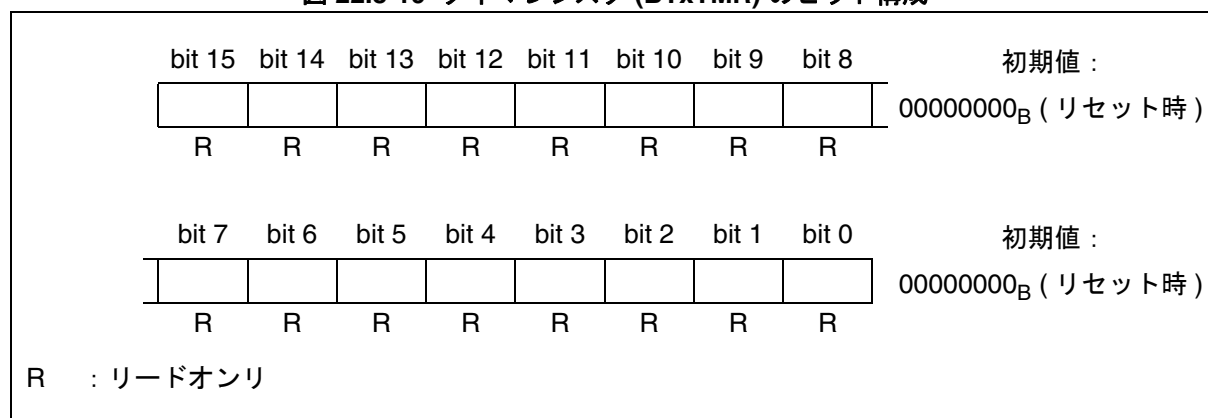 bit 15 bit 14 bit 13 bit 12 bit 11 bit 10 bit 9 bit 8 初期値：
00000000B ( リセット時 )
R R R R R R R R
bit 7 bit 6 bit 5 bit 4 bit 3 bit 2 bit 1 bit 0 初期値：
00000000B ( リセット時 )
R R R R R R R R
R ：リードオンリ